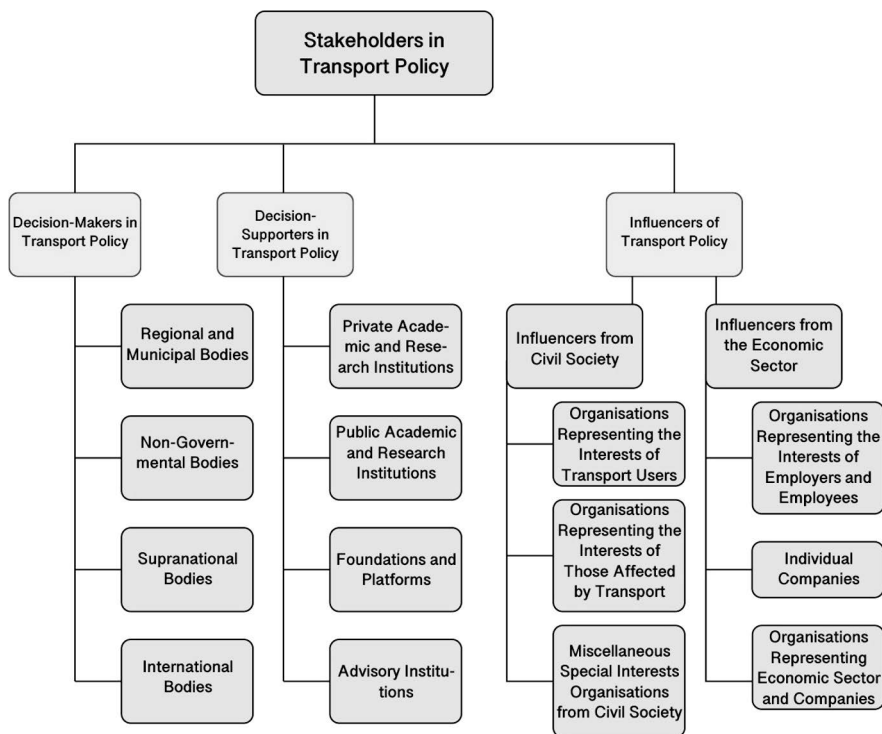 Stakeholders in
Transport Policy
Decision-Makers in
Transport Policy
Decision-
Supporters in
Transport Policy
Influencers of
Transport Policy
Regional and
Municipal Bodies
Non-Govern-
mental Bodies
Supranational
Bodies
International
Bodies
Private Acade-
mic and Rese-
arch Institutions
Public Academic
and Research
Institutions
Foundations and
Platforms
Advisory Institu-
tions
Influencers from
Civil Society
Organisations
Representing the
Interests of
Transport Users
Organisations
Representing the
Interests of
Those Affected
by Transport
Miscellaneous
Special Interests
Organisations
from Civil Society
Influencers from
the Economic
Sector
Organisations
Representing the
Interests of
Employers and
Employees
Individual
Companies
Organisations
Representing
Economic Sector
and Companies